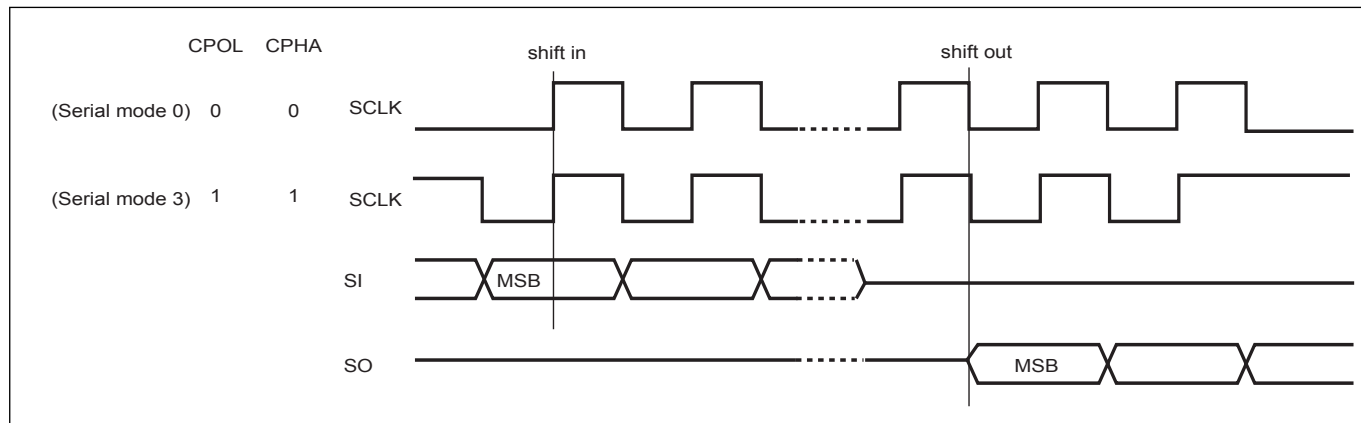 CPOL CPHA shift in shift out
(Serial mode 0) 0 0 SCLK
(Serial mode 3) 1 1 SCLK
SI MSB
SO MSB